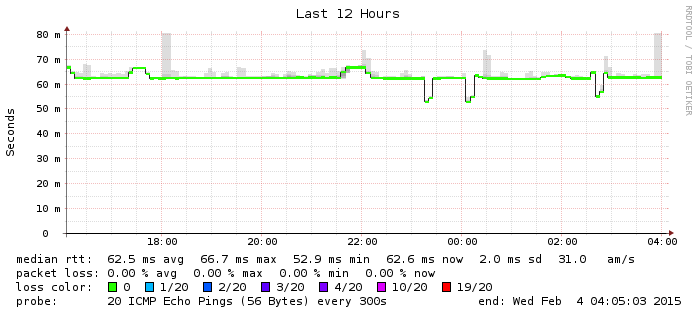 Last 12 Hours
RRDTOOL / TOBI OETIKER
Seconds
80 m
70 m
60 m
50 m
40 m
30 m
20 m
10 m
0
18:00 20:00 22:00 00:00 02:00 04:00
median rtt: 62.5 ms avg 66.7 ms max 52.9 ms min 62.6 ms now 2.0 ms sd 31.0 am/s
packet loss: 0.00 % avg 0.00 % max 0.00 % min 0.00 % now
loss color: 0 1/20 2/20 3/20 4/20 10/20 19/20
probe: 20 ICMP Echo Pings (56 Bytes) every 300s end: Wed Feb 4 04:05:03 2015